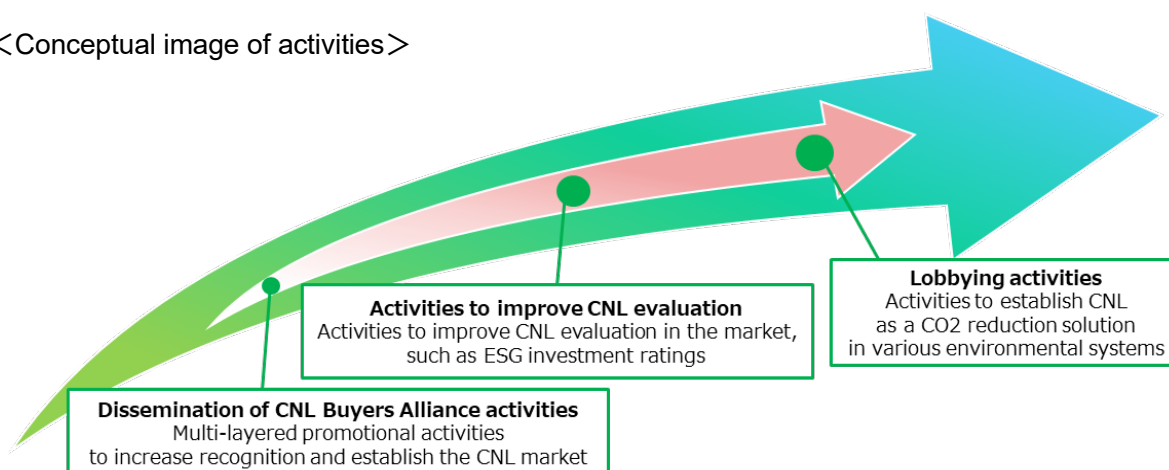 ＜Conceptual image of activities＞
Activities to improve CNL evaluation
Activities to improve CNL evaluation in the market,
such as ESG investment ratings
Lobbying activities
Activities to establish CNL
as a CO2 reduction solution
in various environmental systems
Dissemination of CNL Buyers Alliance activities
Multi-layered promotional activities
to increase recognition and establish the CNL market